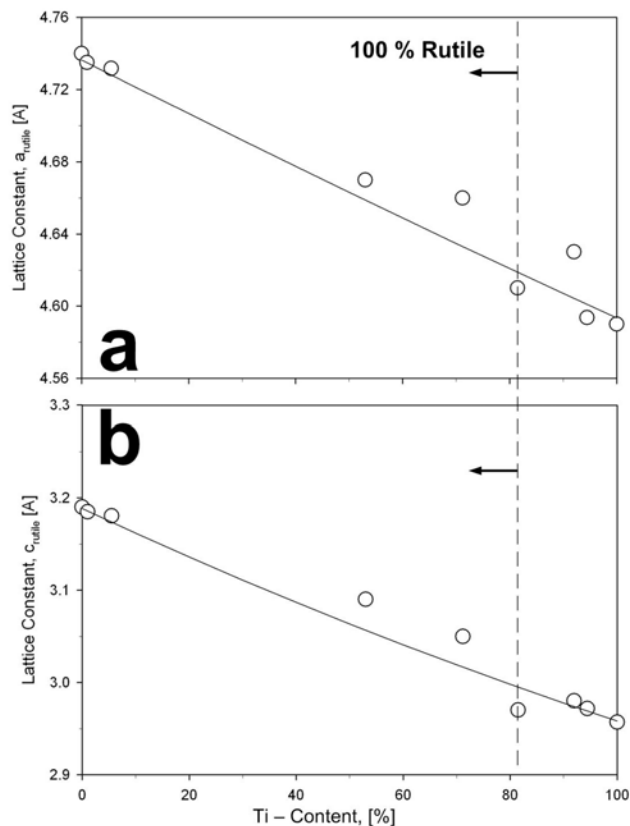 4.76
100 % Rutile
4.72
4.68
4.64
4.60
4.56
Lattice Constant, a_rutile [A]
a
3.3
b
3.2
3.1
3.0
2.9
Lattice Constant, c_rutile [A]
0
20
40
60
80
100
Ti – Content, [%]